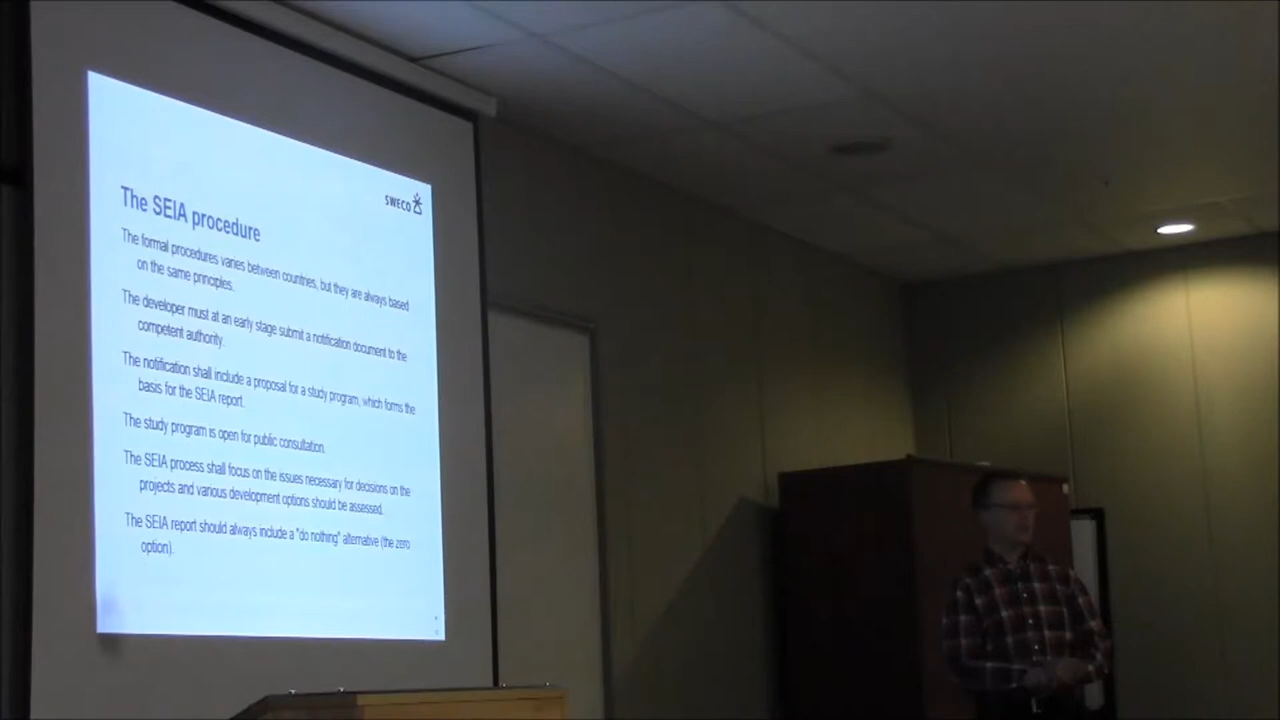 SWECO
The SEIA procedure
The formal procedures varies between countries, but they are always based
on the same principles.
The developer must at an early stage submit a notification document to the
competent authority.
The notification shall include a proposal for a study program, which forms the
basis for the SEIA report.
The study program is open for public consultation.
The SEIA process shall focus on the issues necessary for decisions on the
projects and various development options should be assessed.
The SEIA report should always include a "do nothing" alternative (the zero
option).